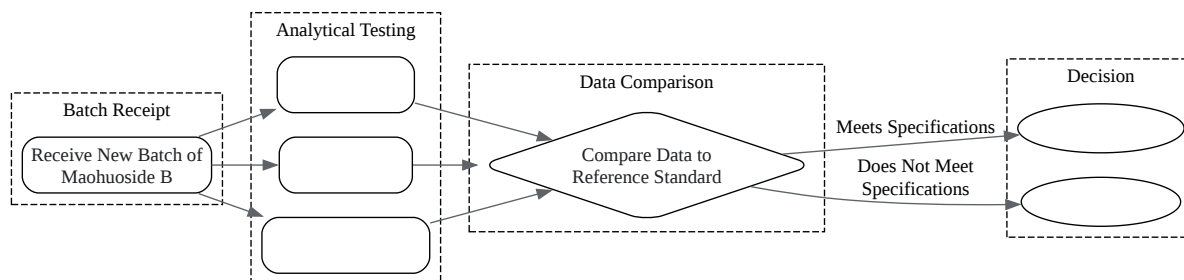 Batch Receipt
Receive New Batch of
Maohuoside B
Analytical Testing
Data Comparison
Compare Data to
Reference Standard
Meets Specifications
Does Not Meet
Specifications
Decision